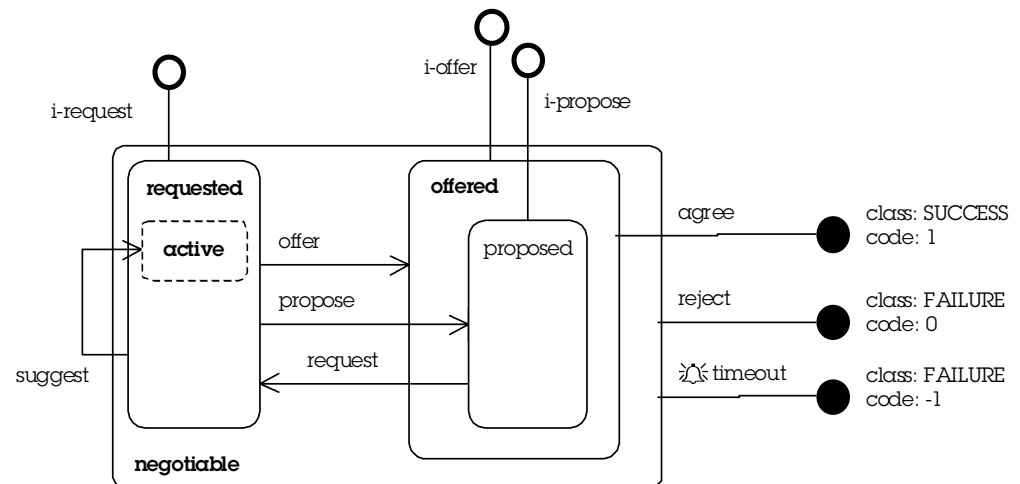 i-offer
i-propose
i-request
requested
offered
active
offer
proposed
agree
class: SUCCESS
code: 1
propose
reject
class: FAILURE
code: 0
request
suggest
timeout
class: FAILURE
code: -1
negotiable